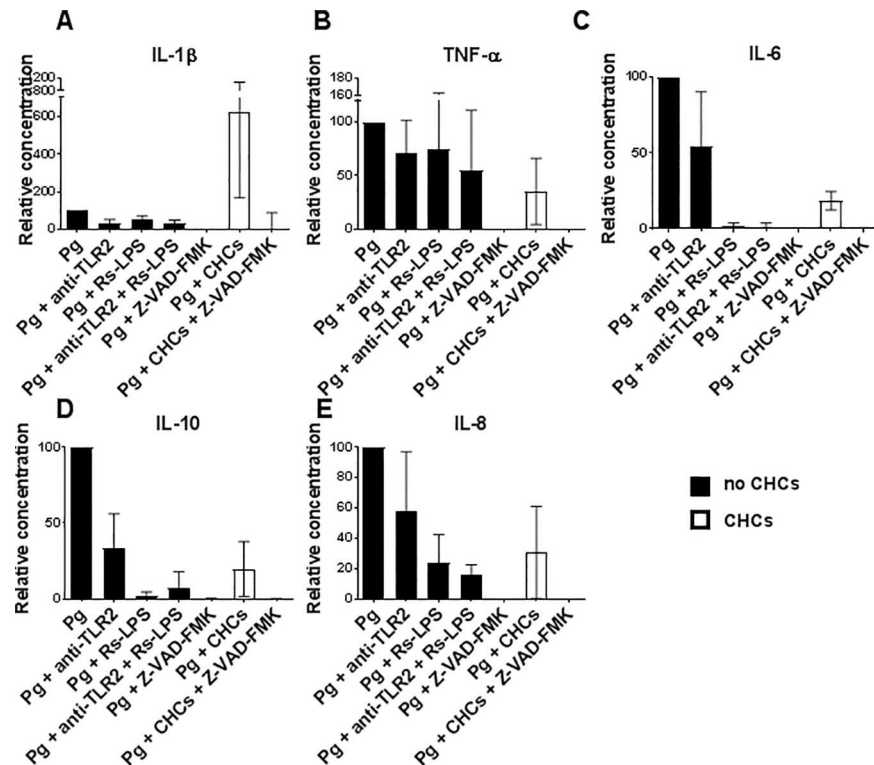 A
IL-1β
Relative concentration
1200
800
600
400
200
0
Pg
Pg + anti-TLR2
Pg + Rs-LPS
Pg + anti-TLR2 + Rs-LPS
Pg + Z-VAD-FMK
Pg + CHCs
Pg + CHCs + Z-VAD-FMK
B
TNF-α
Relative concentration
180
160
140
100
50
0
Pg
Pg + anti-TLR2
Pg + Rs-LPS
Pg + anti-TLR2 + Rs-LPS
Pg + Z-VAD-FMK
Pg + CHCs
Pg + CHCs + Z-VAD-FMK
C
IL-6
Relative concentration
100
50
0
Pg
Pg + anti-TLR2
Pg + Rs-LPS
Pg + anti-TLR2 + Rs-LPS
Pg + Z-VAD-FMK
Pg + CHCs
Pg + CHCs + Z-VAD-FMK
D
IL-10
Relative concentration
100
50
0
Pg
Pg + anti-TLR2
Pg + Rs-LPS
Pg + anti-TLR2 + Rs-LPS
Pg + Z-VAD-FMK
Pg + CHCs
Pg + CHCs + Z-VAD-FMK
E
IL-8
Relative concentration
100
80
60
40
20
0
Pg
Pg + anti-TLR2
Pg + Rs-LPS
Pg + anti-TLR2 + Rs-LPS
Pg + Z-VAD-FMK
Pg + CHCs
Pg + CHCs + Z-VAD-FMK
no CHCs
CHCs